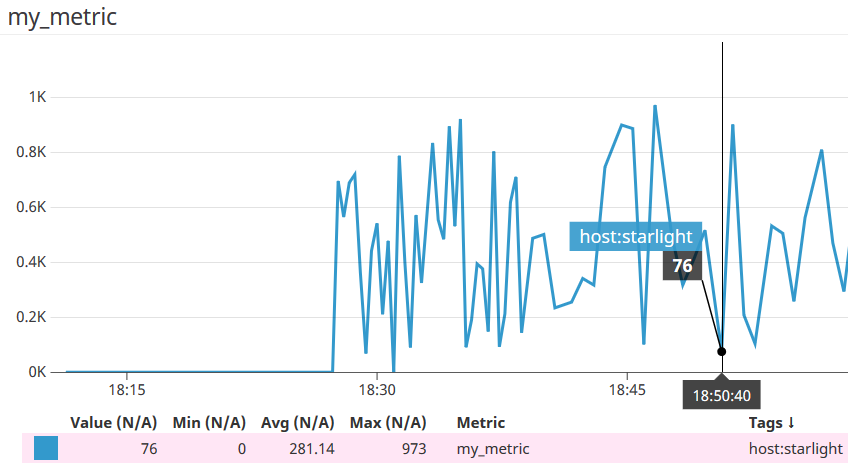 my_metric
1K
0.8K
0.6K
0.4K
0.2K
0K
host:starlight
76
18:15 18:30 18:45
18:50:40
Value (N/A) Min (N/A) Avg (N/A) Max (N/A) Metric Tags ↓
76 0 281.14 973 my_metric host:starlight